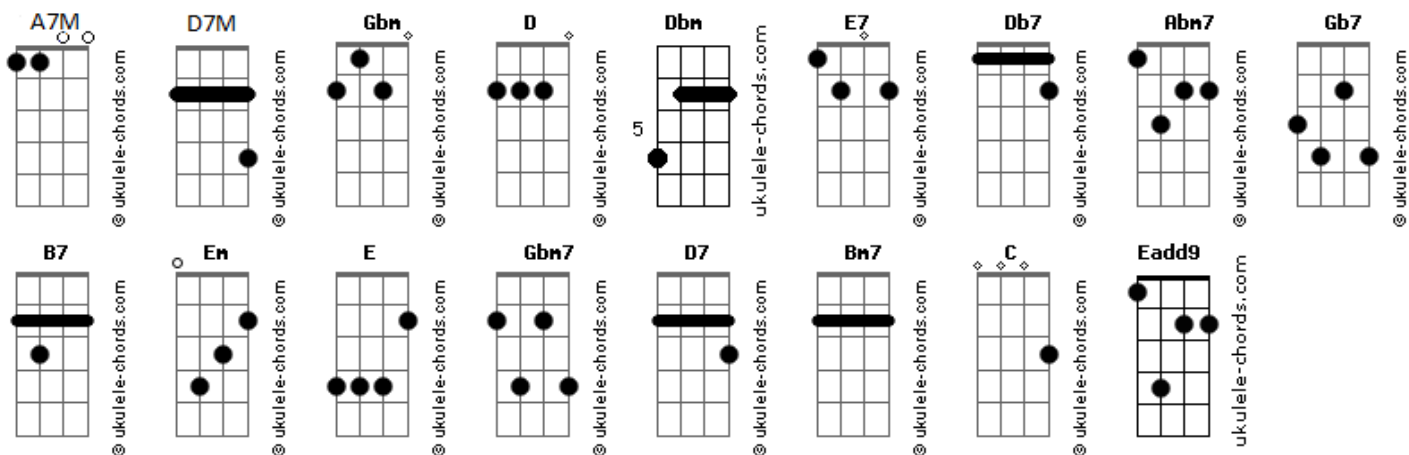 A7M D7M Gbm D Dbm E7 Db7 Abm7 Gb7
© ukulele-chords.com © ukulele-chords.com © ukulele-chords.com © ukulele-chords.com 5 ukulele-chords.com © ukulele-chords.com © ukulele-chords.com © ukulele-chords.com © ukulele-chords.com
B7 Em E Gbm7 D7 Bm7 C Eadd9
© ukulele-chords.com © ukulele-chords.com © ukulele-chords.com © ukulele-chords.com © ukulele-chords.com © ukulele-chords.com © ukulele-chords.com ukulele-chords.com